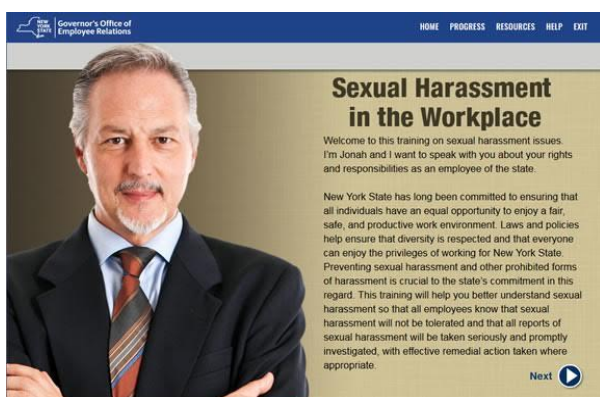 NEW
YORK
STATE
Governor's Office of
Employee Relations
HOME PROGRESS RESOURCES HELP EXIT
Sexual Harassment
in the Workplace
Welcome to this training on sexual harassment issues.
I'm Jonah and I want to speak with you about your rights
and responsibilities as an employee of the state.
New York State has long been committed to ensuring that
all individuals have an equal opportunity to enjoy a fair,
safe, and productive work environment. Laws and policies
help ensure that diversity is respected and that everyone
can enjoy the privileges of working for New York State.
Preventing sexual harassment and other prohibited forms
of harassment is crucial to the state's commitment in this
regard. This training will help you better understand sexual
harassment so that all employees know that sexual
harassment will not be tolerated and that all reports of
sexual harassment will be taken seriously and promptly
investigated, with effective remedial action taken where
appropriate.
Next